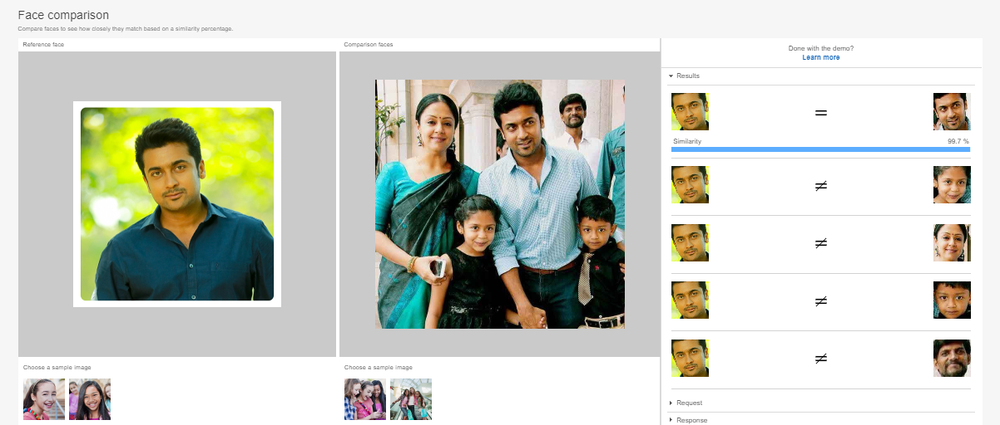 Face comparison
Compare faces to see how closely they match based on a similarity percentage.
Reference face
Comparison faces
Choose a sample image
Choose a sample image
Done with the demo?
Learn more
Results
=
Similarity 99.7 %
≠
≠
≠
≠
Request
Response